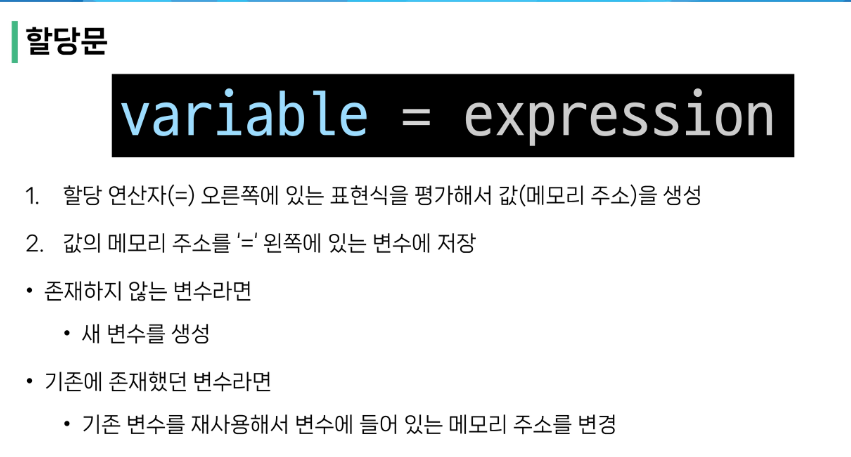 할당문
variable = expression
1. 할당 연산자(=) 오른쪽에 있는 표현식을 평가해서 값(메모리 주소)을 생성
2. 값의 메모리 주소를 '=' 왼쪽에 있는 변수에 저장
• 존재하지 않는 변수라면
• 새 변수를 생성
• 기존에 존재했던 변수라면
• 기존 변수를 재사용해서 변수에 들어 있는 메모리 주소를 변경